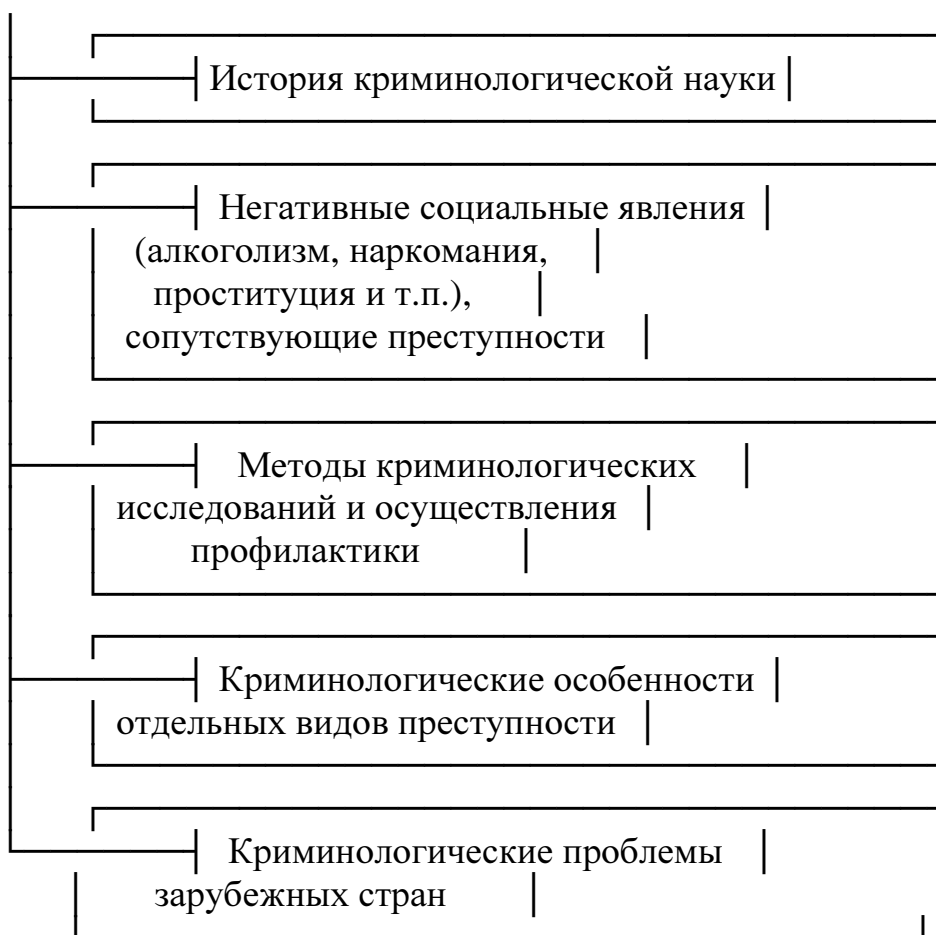 История криминологической науки
Негативные социальные явления
(алкоголизм, наркомания,
проституция и т.п.),
сопутствующие преступности
Методы криминологических
исследований и осуществления
профилактики
Криминологические особенности
отдельных видов преступности
Криминологические проблемы
зарубежных стран